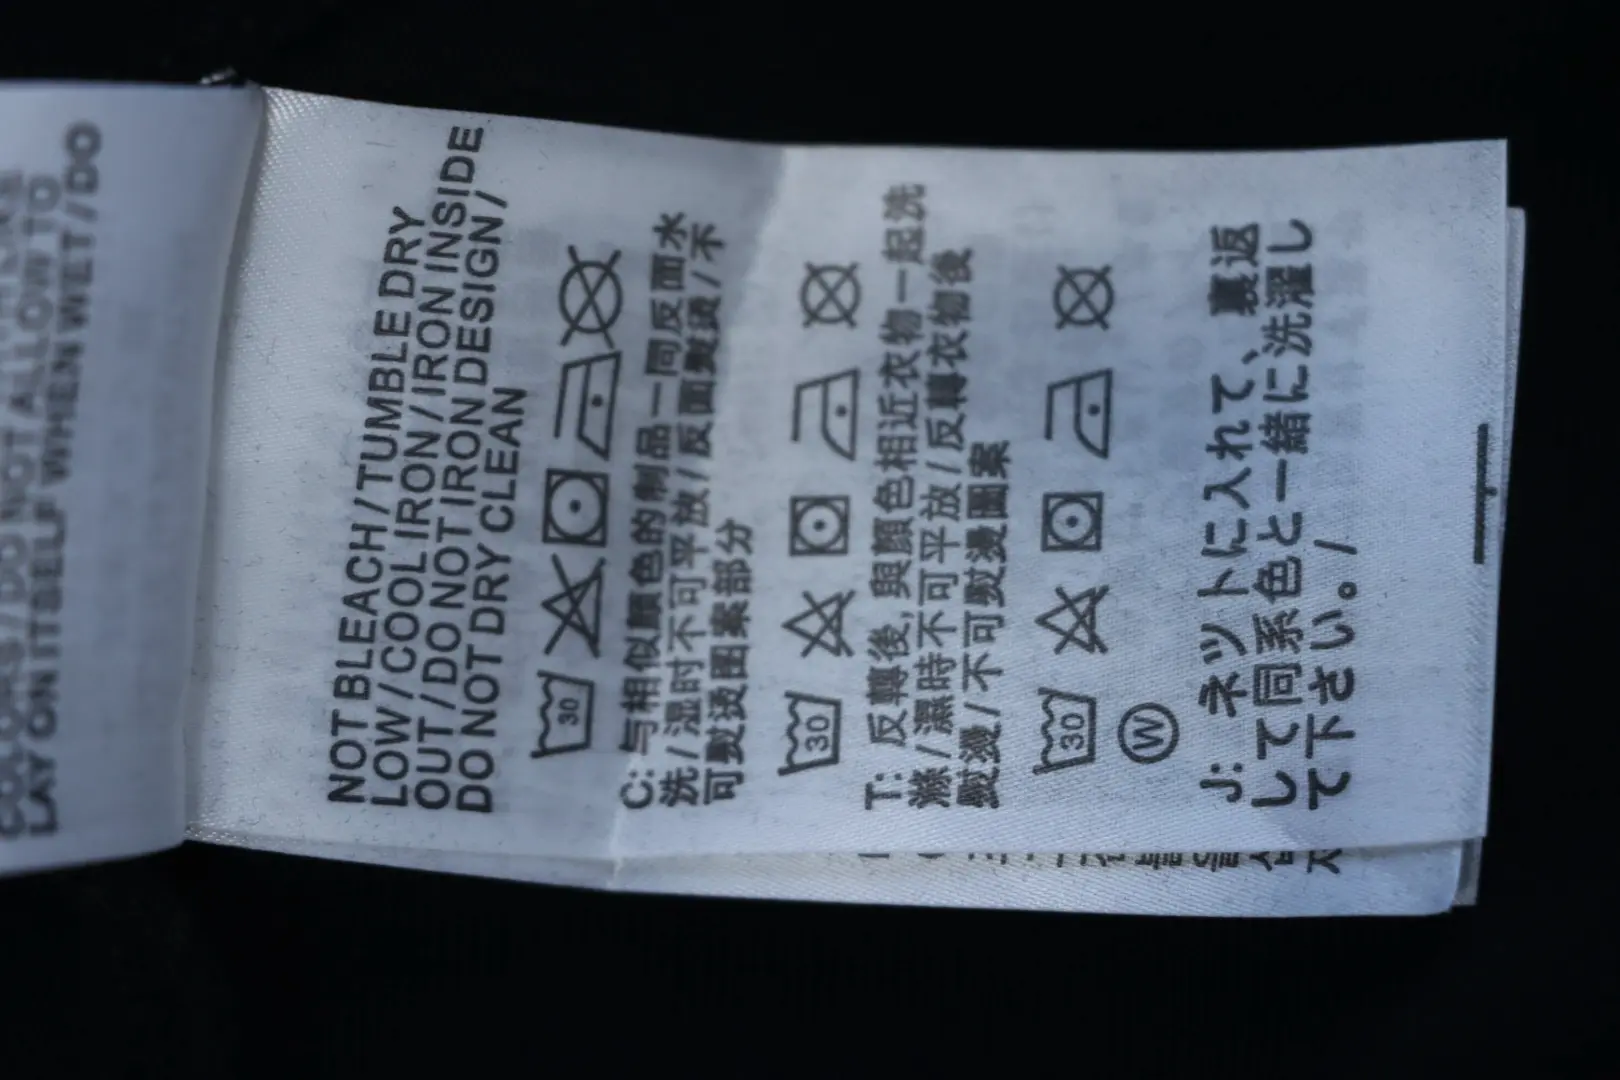 LAY ON ITSELF WHEN WET / DO
NOT BLEACH / TUMBLE DRY
LOW / COOL IRON / IRON INSIDE
OUT / DO NOT IRON DESIGN /
DO NOT DRY CLEAN
30
C: 与相似颜色的制品一同反面水
洗 / 湿时不可平放 / 反面熨烫 / 不
可熨烫图案部分
30
T: 反轉後, 與顏色相近衣物一起洗
滌 / 濕時不可平放 / 反轉衣物後
熨燙 / 不可熨燙圖案
30
W
J: ネットに入れて、裏返
して同系色と一緒に洗濯し
て下さい。/